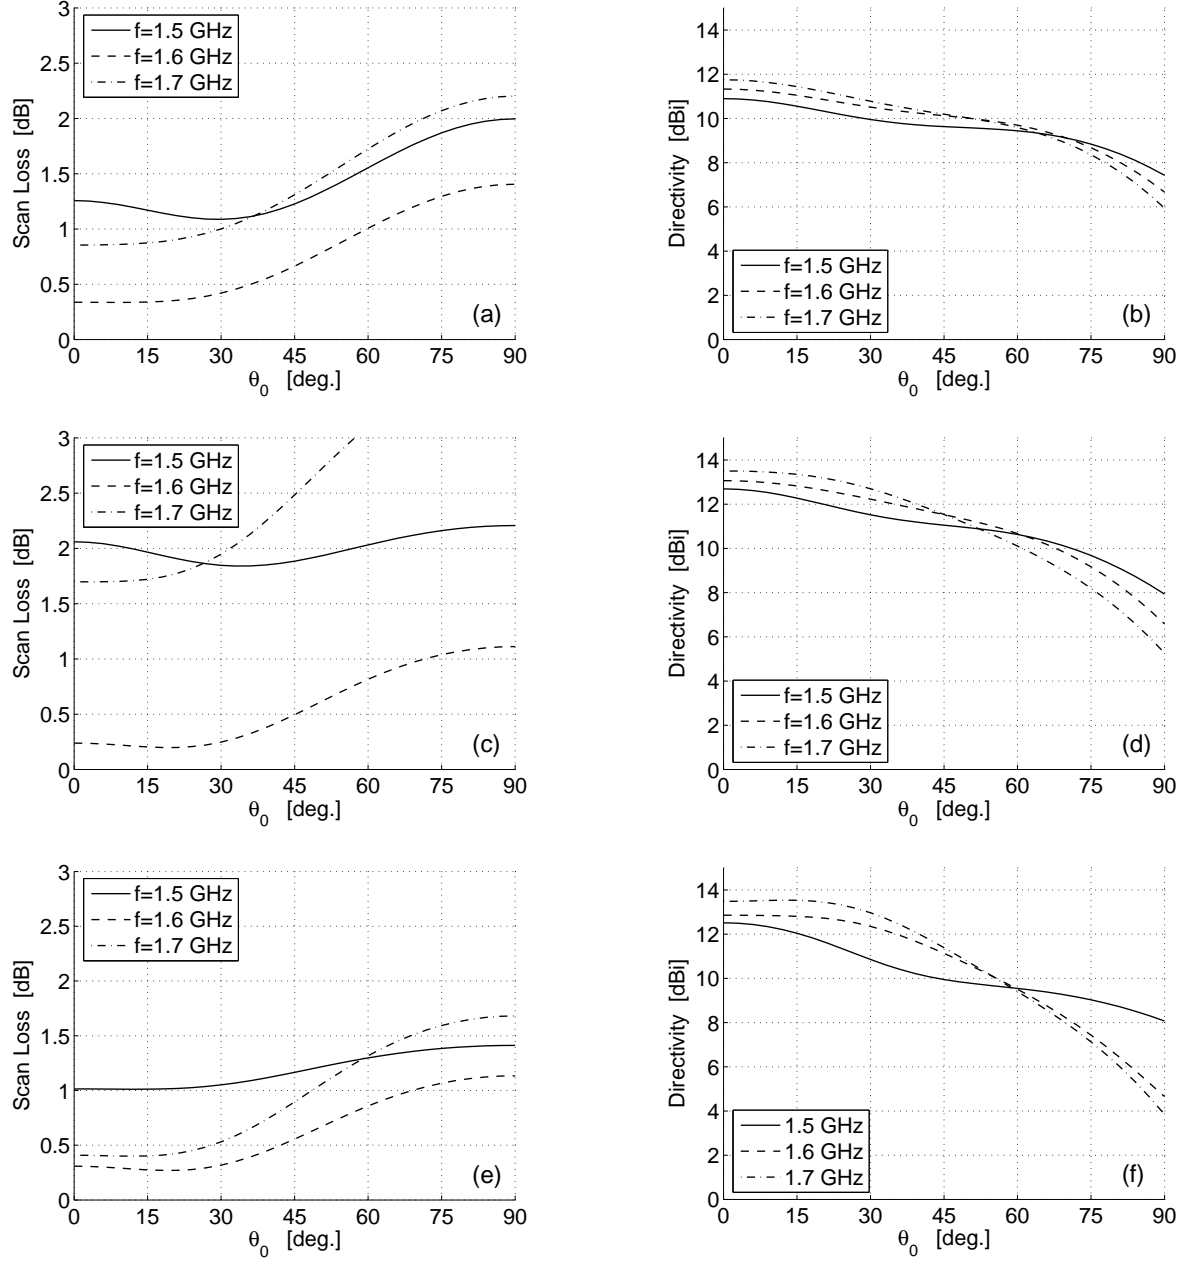 3
2.5
2
1.5
1
0.5
0
Scan Loss [dB]
f=1.5 GHz
f=1.6 GHz
f=1.7 GHz
(a)
0 15 30 45 60 75 90
θ0 [deg.]
14
12
10
8
6
4
2
0
Directivity [dBi]
f=1.5 GHz
f=1.6 GHz
f=1.7 GHz
(b)
0 15 30 45 60 75 90
θ0 [deg.]
3
2.5
2
1.5
1
0.5
0
Scan Loss [dB]
f=1.5 GHz
f=1.6 GHz
f=1.7 GHz
(c)
0 15 30 45 60 75 90
θ0 [deg.]
14
12
10
8
6
4
2
0
Directivity [dBi]
f=1.5 GHz
f=1.6 GHz
f=1.7 GHz
(d)
0 15 30 45 60 75 90
θ0 [deg.]
3
2.5
2
1.5
1
0.5
0
Scan Loss [dB]
f=1.5 GHz
f=1.6 GHz
f=1.7 GHz
(e)
0 15 30 45 60 75 90
θ0 [deg.]
14
12
10
8
6
4
2
0
Directivity [dBi]
1.5 GHz
1.6 GHz
1.7 GHz
(f)
0 15 30 45 60 75 90
θ0 [deg.]